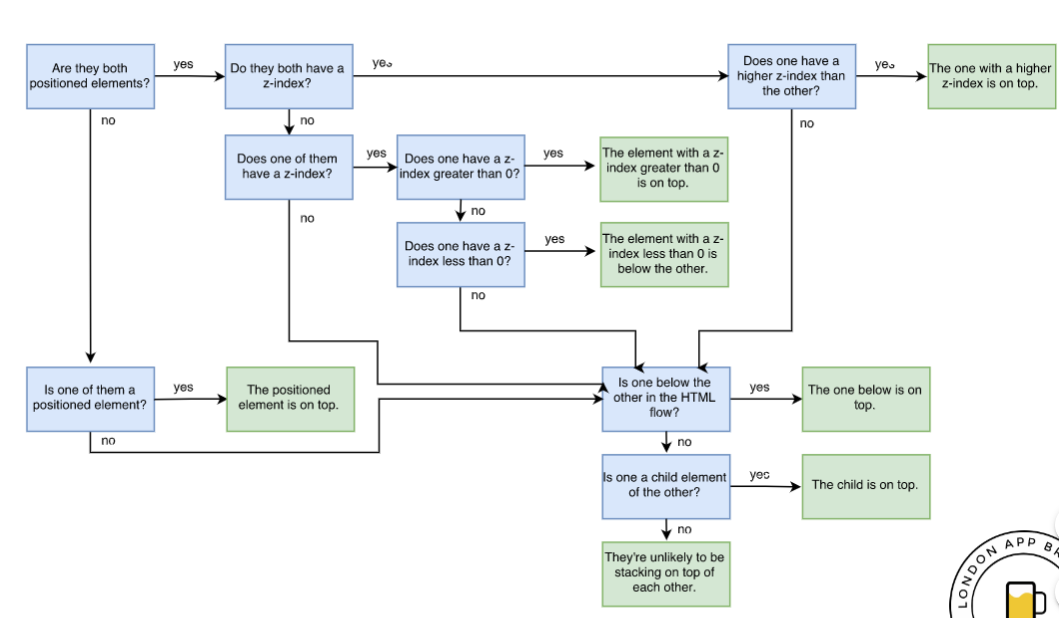 Are they both
positioned elements?
yes
Do they both have a
z-index?
yes
Does one have a
higher z-index than
the other?
yes
The one with a higher
z-index is on top.
no
no
no
Does one of them
have a z-index?
yes
Does one have a z-
index greater than 0?
yes
The element with a z-
index greater than 0
is on top.
no
no
Does one have a z-
index less than 0?
yes
The element with a z-
index less than 0 is
below the other.
no
Is one of them a
positioned element?
yes
The positioned
element is on top.
no
Is one below the
other in the HTML
flow?
yes
The one below is on
top.
no
Is one a child element
of the other?
yes
The child is on top.
no
They're unlikely to be
stacking on top of
each other.
LONDON APP